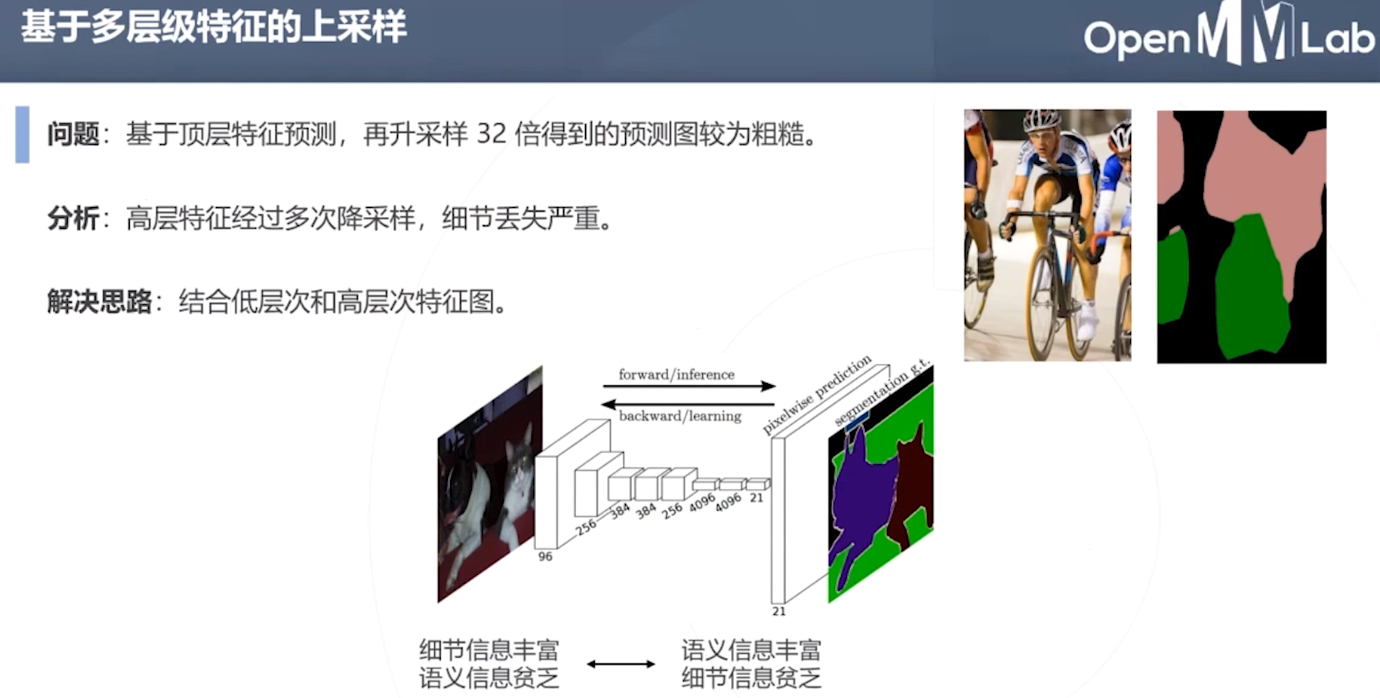 基于多层级特征的上采样
OpenMMLab
问题：基于顶层特征预测，再升采样 32 倍得到的预测图较为粗糙。
分析：高层特征经过多次降采样，细节丢失严重。
解决思路：结合低层次和高层次特征图。
forward/inference
backward/learning
pixelwise prediction
segmentation g.t.
96
256
384
384
256
4096
4096
21
21
细节信息丰富
语义信息贫乏
语义信息丰富
细节信息贫乏